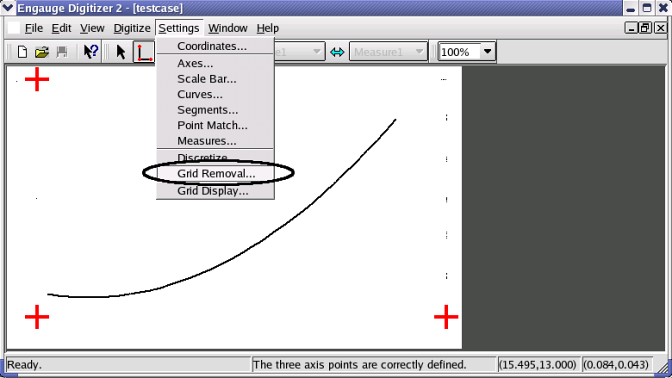 Engauge Digitizer 2 - [testcase]
File Edit View Digitize Settings Window Help
Measure1 100%
Coordinates...
Axes...
Scale Bar...
Curves...
Segments...
Point Match...
Measures...
Discretize...
Grid Removal...
Grid Display...
Ready. The three axis points are correctly defined. (15.495,13.000) (0.084,0.043)